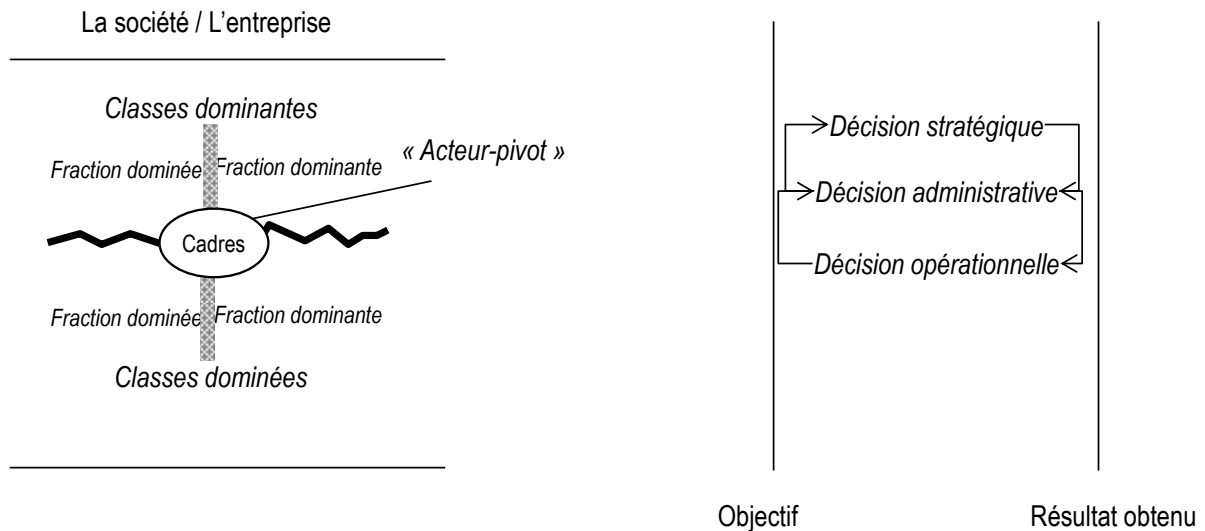 La société / L'entreprise
Classes dominantes
Fraction dominée
Fraction dominante
« Acteur-pivot »
Cadres
Fraction dominée
Fraction dominante
Classes dominées
Décision stratégique
Décision administrative
Décision opérationnelle
Objectif
Résultat obtenu